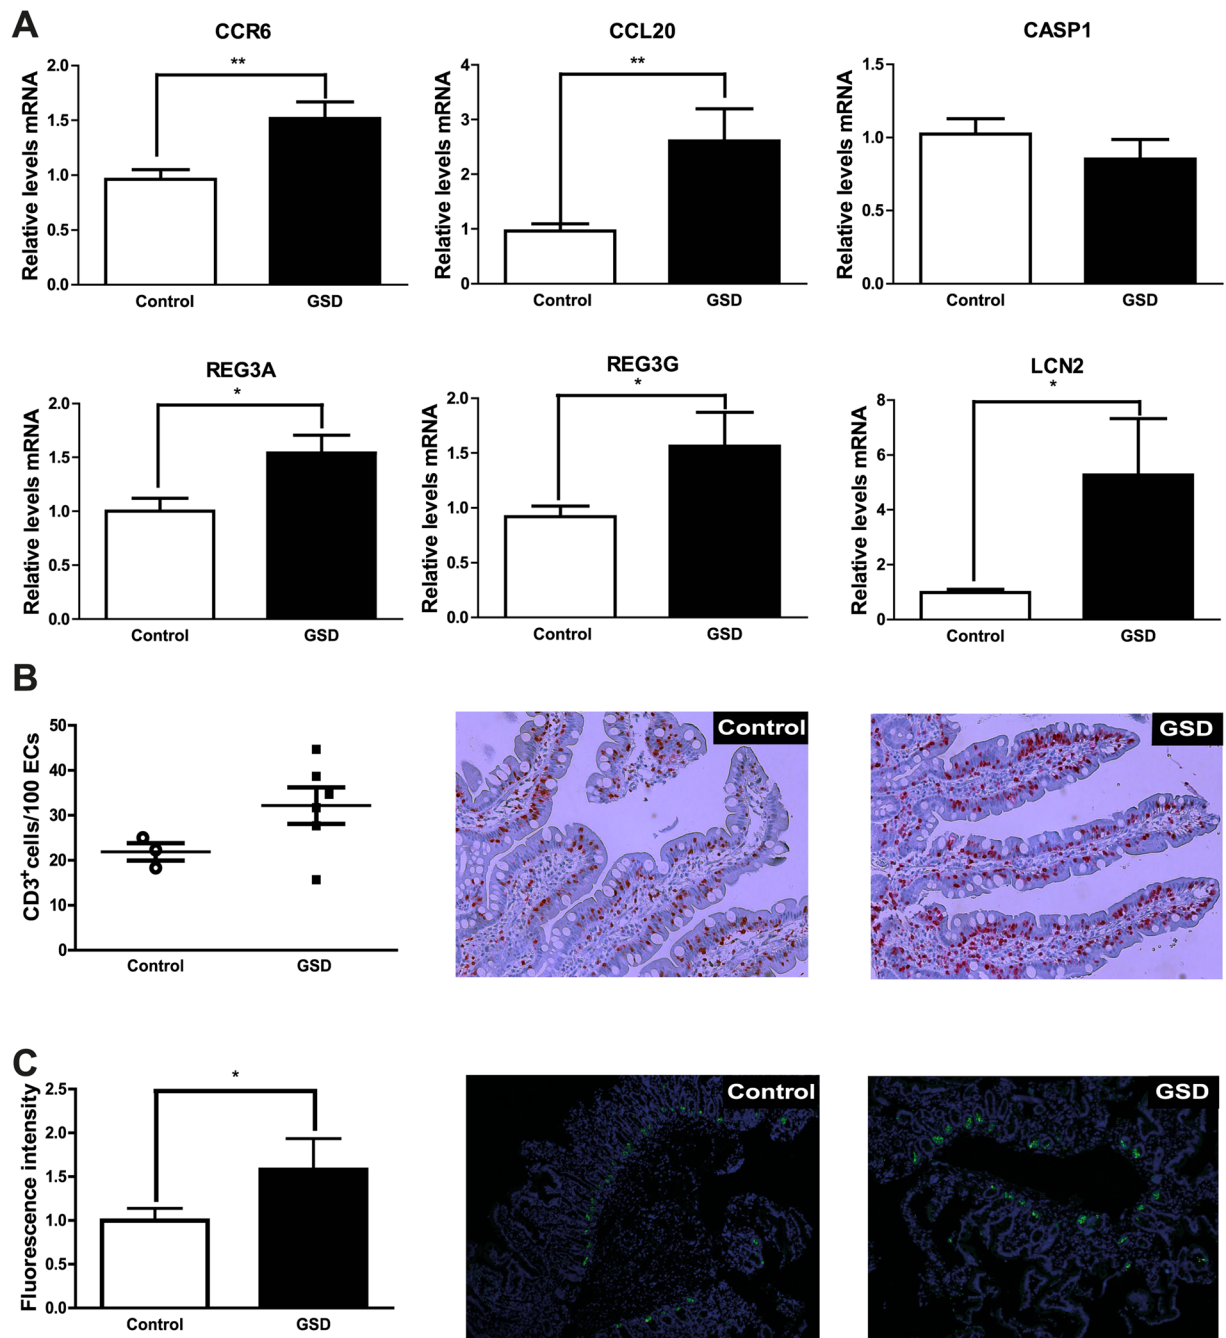 A
CCR6
Relative levels mRNA
2.0
1.5
1.0
0.5
0.0
**
Control GSD
CCL20
Relative levels mRNA
4
3
2
1
0
**
Control GSD
CASP1
Relative levels mRNA
1.5
1.0
0.5
0.0
Control GSD
REG3A
Relative levels mRNA
2.0
1.5
1.0
0.5
0.0
*
Control GSD
REG3G
Relative levels mRNA
2.0
1.5
1.0
0.5
0.0
*
Control GSD
LCN2
Relative levels mRNA
8
6
4
2
0
*
Control GSD
B
CD3+cells/100 ECs
50
40
30
20
10
0
Control GSD
Control
GSD
C
Fluorescence intensity
2.5
2.0
1.5
1.0
0.5
0.0
*
Control GSD
Control
GSD